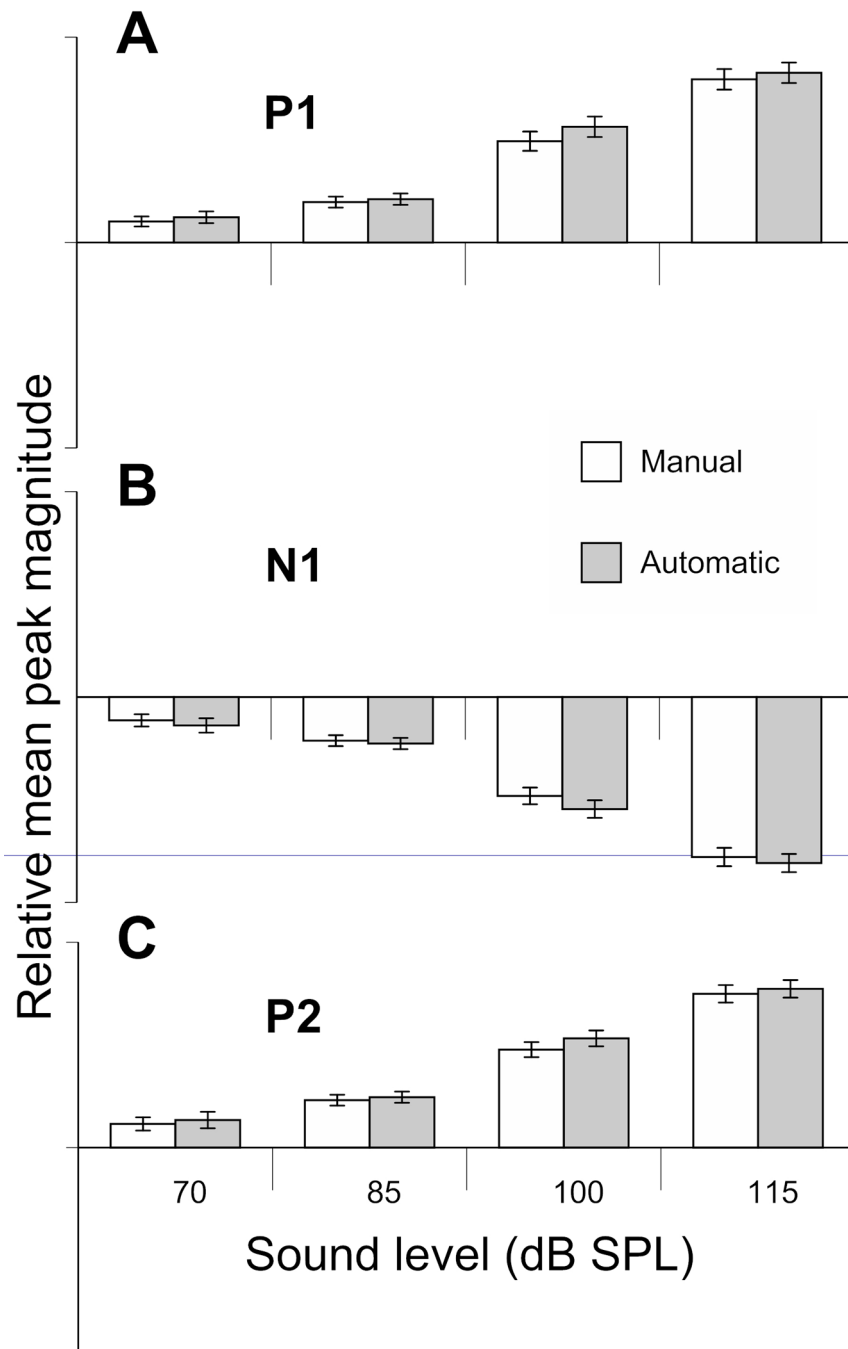 A
P1
Relative mean peak magnitude
B
N1
Manual
Automatic
C
P2
70 85 100 115
Sound level (dB SPL)